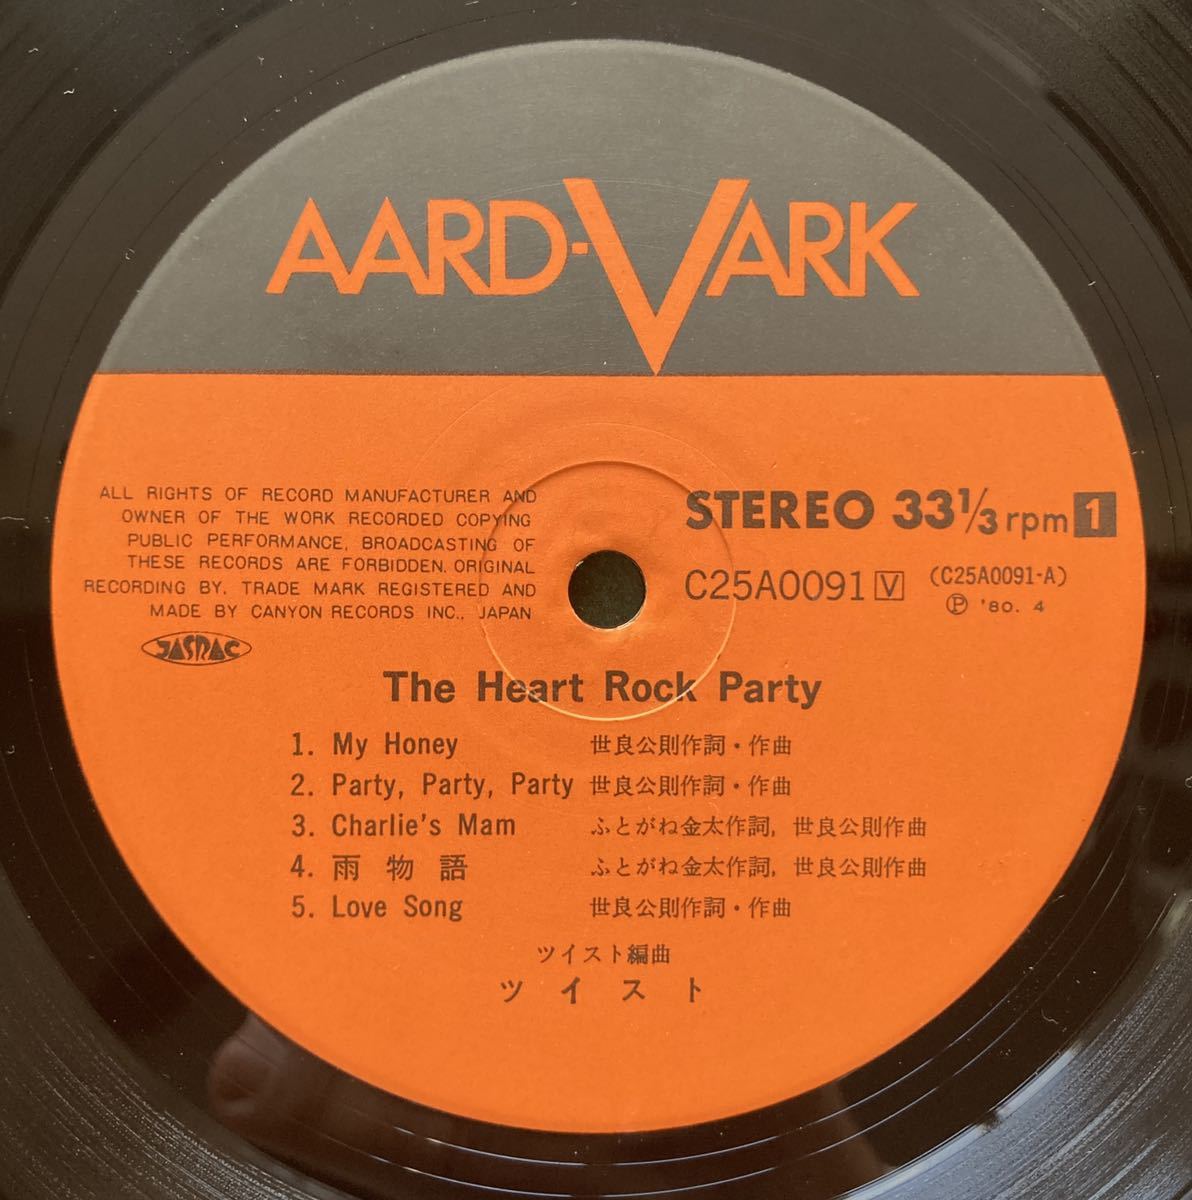 AARD-VARK
ALL RIGHTS OF RECORD MANUFACTURER AND
OWNER OF THE WORK RECORDED COPYING
PUBLIC PERFORMANCE, BROADCASTING OF
THESE RECORDS ARE FORBIDDEN. ORIGINAL
RECORDING BY. TRADE MARK REGISTERED AND
MADE BY CANYON RECORDS INC., JAPAN
JASRAC
STEREO 33⅓ rpm 1
C25A0091 V (C25A0091-A)
Ⓟ '80. 4
The Heart Rock Party
1. My Honey 世良公則作詞・作曲
2. Party, Party, Party 世良公則作詞・作曲
3. Charlie's Mam ふとがね金太作詞, 世良公則作曲
4. 雨物語 ふとがね金太作詞, 世良公則作曲
5. Love Song 世良公則作詞・作曲
ツイスト編曲
ツイスト